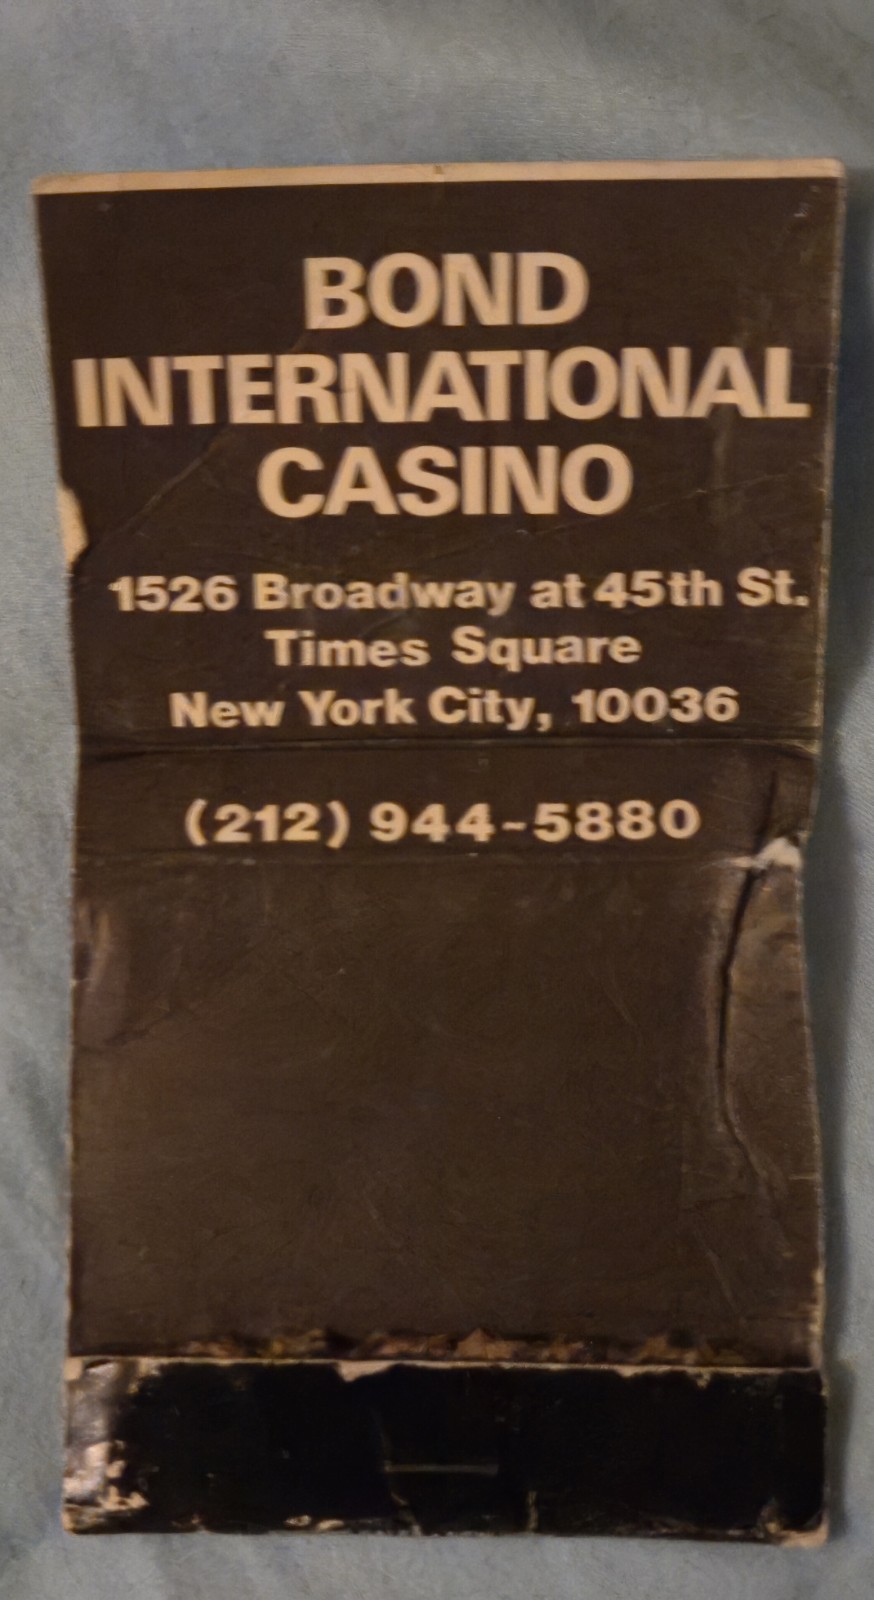 BOND
INTERNATIONAL
CASINO
1526 Broadway at 45th St.
Times Square
New York City, 10036
(212) 944-5880